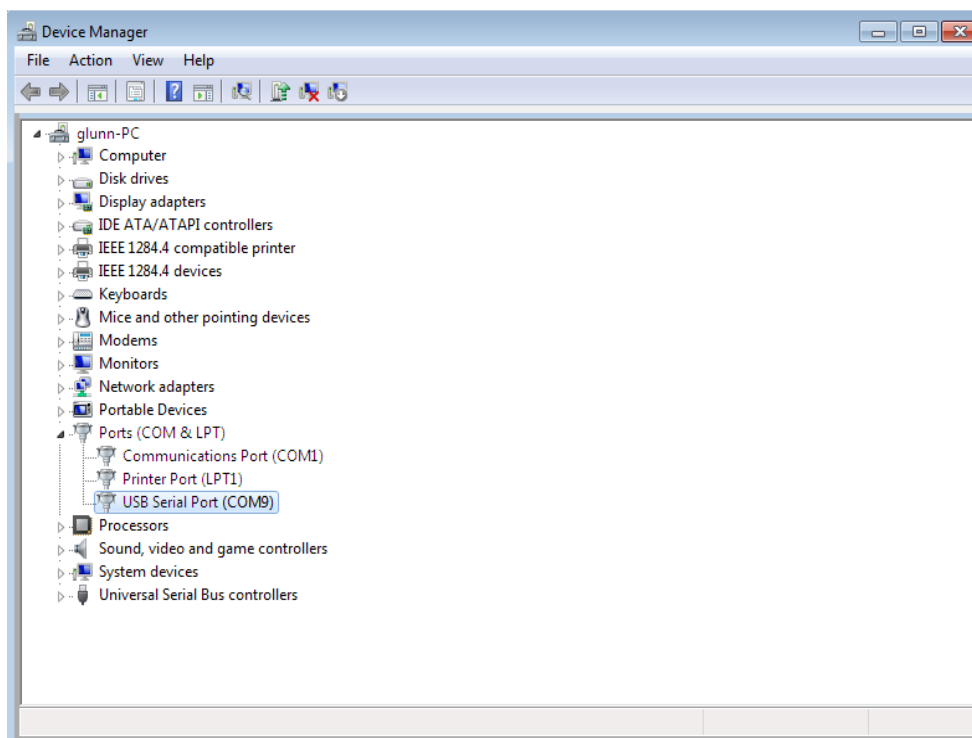 Device Manager
File Action View Help
glunn-PC
Computer
Disk drives
Display adapters
IDE ATA/ATAPI controllers
IEEE 1284.4 compatible printer
IEEE 1284.4 devices
Keyboards
Mice and other pointing devices
Modems
Monitors
Network adapters
Portable Devices
Ports (COM & LPT)
Communications Port (COM1)
Printer Port (LPT1)
USB Serial Port (COM9)
Processors
Sound, video and game controllers
System devices
Universal Serial Bus controllers